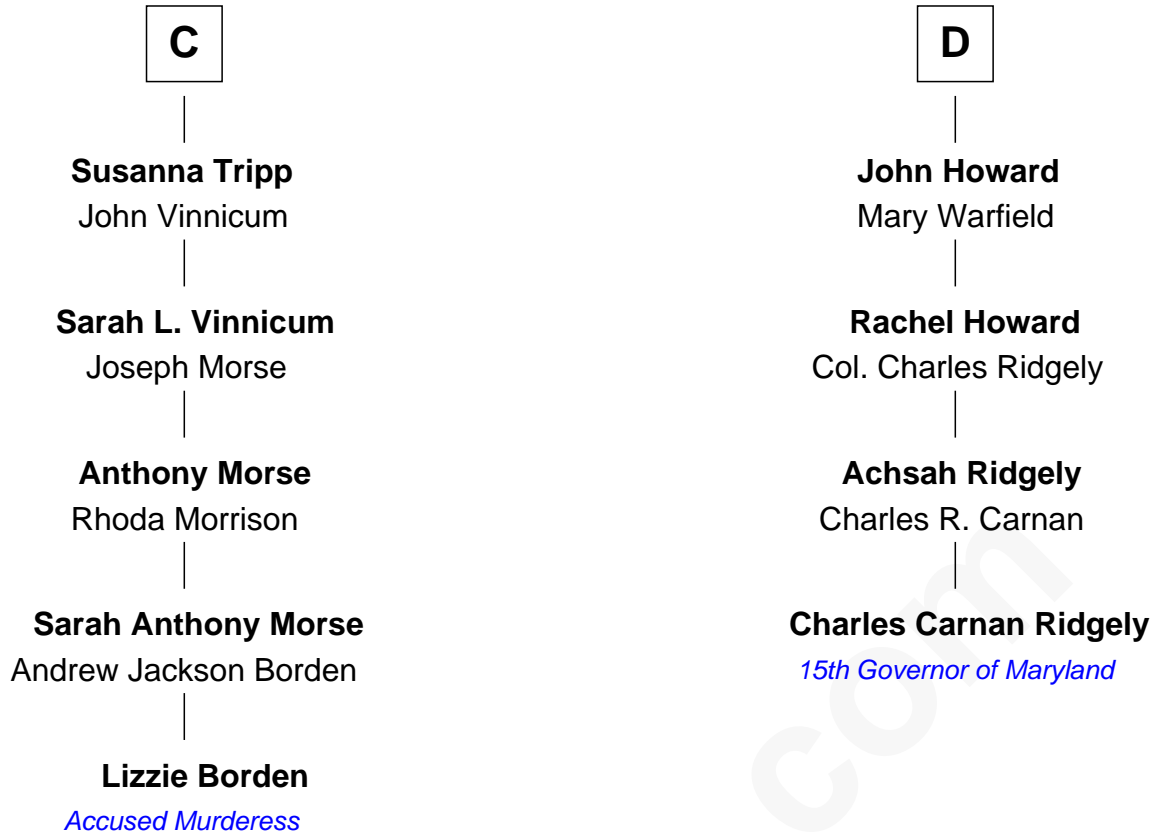 C
Susanna Tripp
John Vinnicum
Sarah L. Vinnicum
Joseph Morse
Anthony Morse
Rhoda Morrison
Sarah Anthony Morse
Andrew Jackson Borden
Lizzie Borden
Accused Murderess
D
John Howard
Mary Warfield
Rachel Howard
Col. Charles Ridgely
Achsah Ridgely
Charles R. Carnan
Charles Carnan Ridgely
15th Governor of Maryland
com